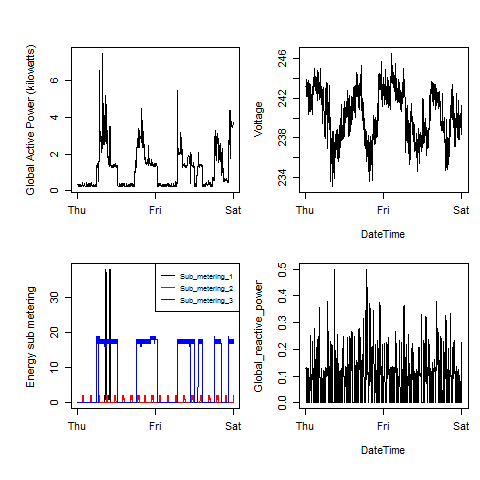 Global Active Power (kilowatts)
0 2 4 6
Thu Fri Sat
Voltage
234 238 242 246
Thu Fri Sat
DateTime
Energy sub metering
0 10 20 30
Sub_metering_1
Sub_metering_2
Sub_metering_3
Thu Fri Sat
Global_reactive_power
0.0 0.1 0.2 0.3 0.4 0.5
Thu Fri Sat
DateTime